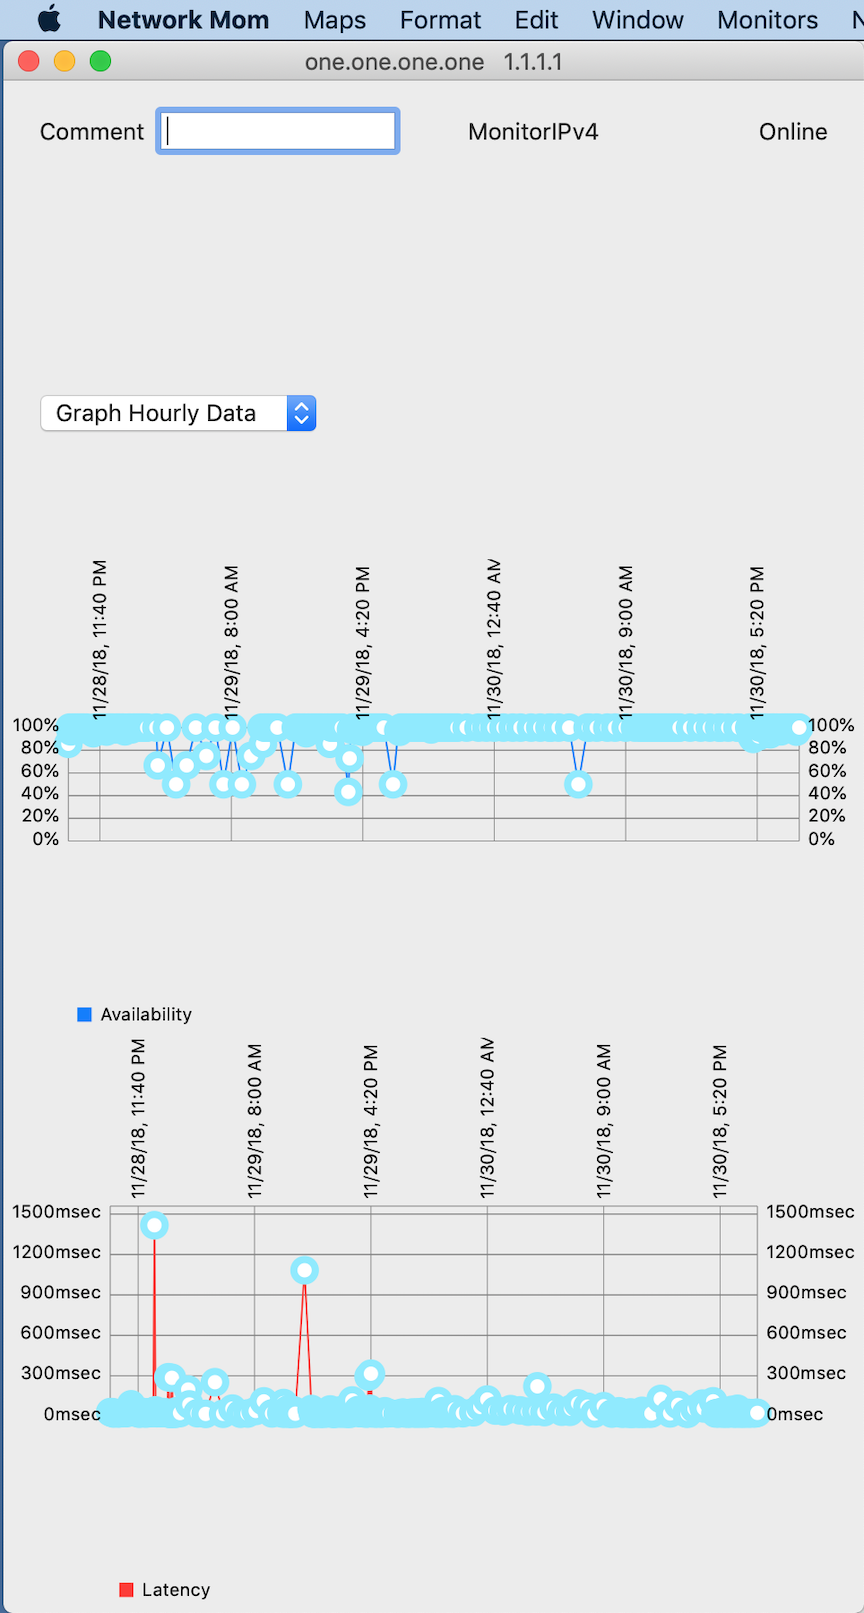 Network Mom Maps Format Edit Window Monitors N
one.one.one.one 1.1.1.1
Comment MonitorIPv4 Online
Graph Hourly Data
11/28/18, 11:40 PM 11/29/18, 8:00 AM 11/29/18, 4:20 PM 11/30/18, 12:40 AM 11/30/18, 9:00 AM 11/30/18, 5:20 PM
100% 100%
80% 80%
60% 60%
40% 40%
20% 20%
0% 0%
Availability
11/28/18, 11:40 PM 11/29/18, 8:00 AM 11/29/18, 4:20 PM 11/30/18, 12:40 AM 11/30/18, 9:00 AM 11/30/18, 5:20 PM
1500msec 1500msec
1200msec 1200msec
900msec 900msec
600msec 600msec
300msec 300msec
0msec 0msec
Latency